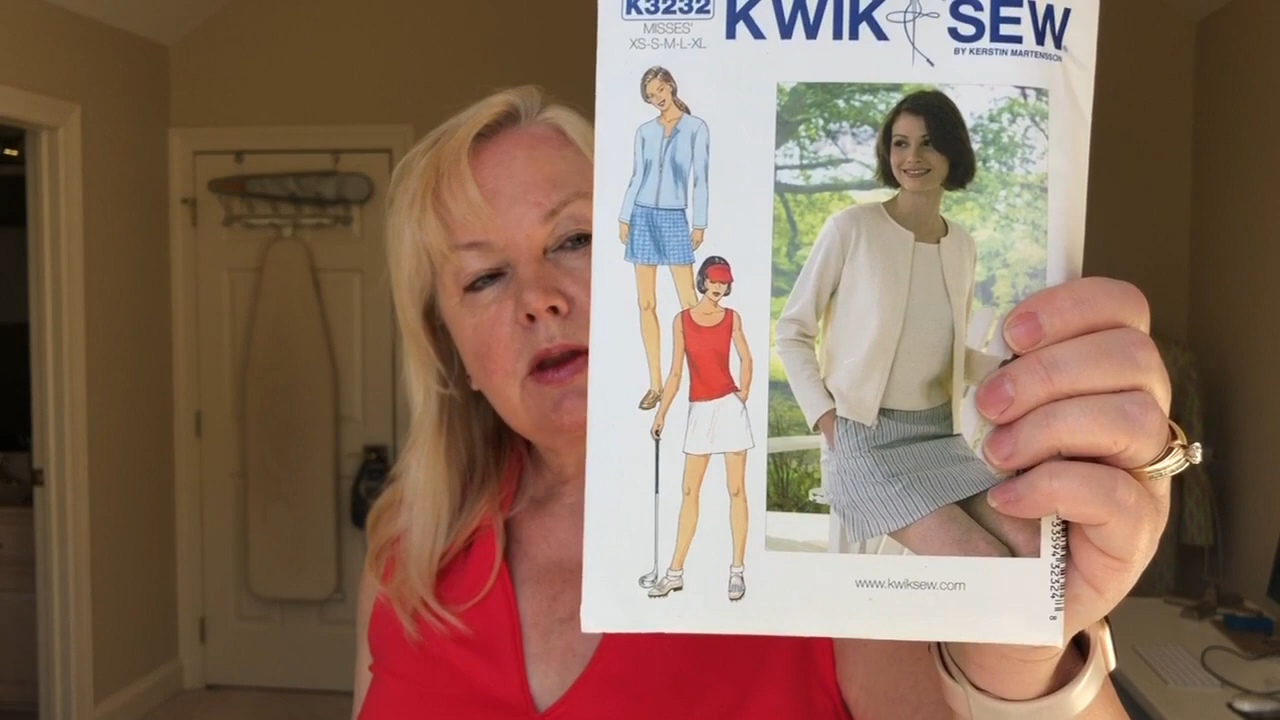 K3232
MISSES'
XS-S-M-L-XL
KWIK SEW
BY KERSTIN MARTENSSON
www.kwiksew.com